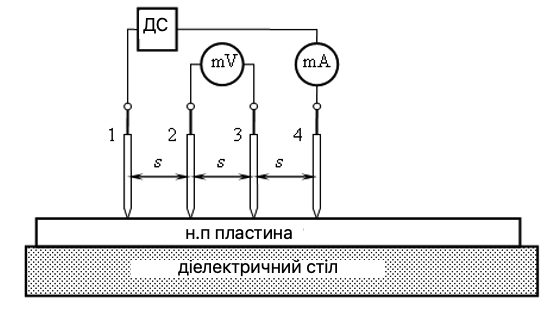 ДС
mV
mA
1
2
3
4
s
s
s
н.п пластина
діелектричний стіл